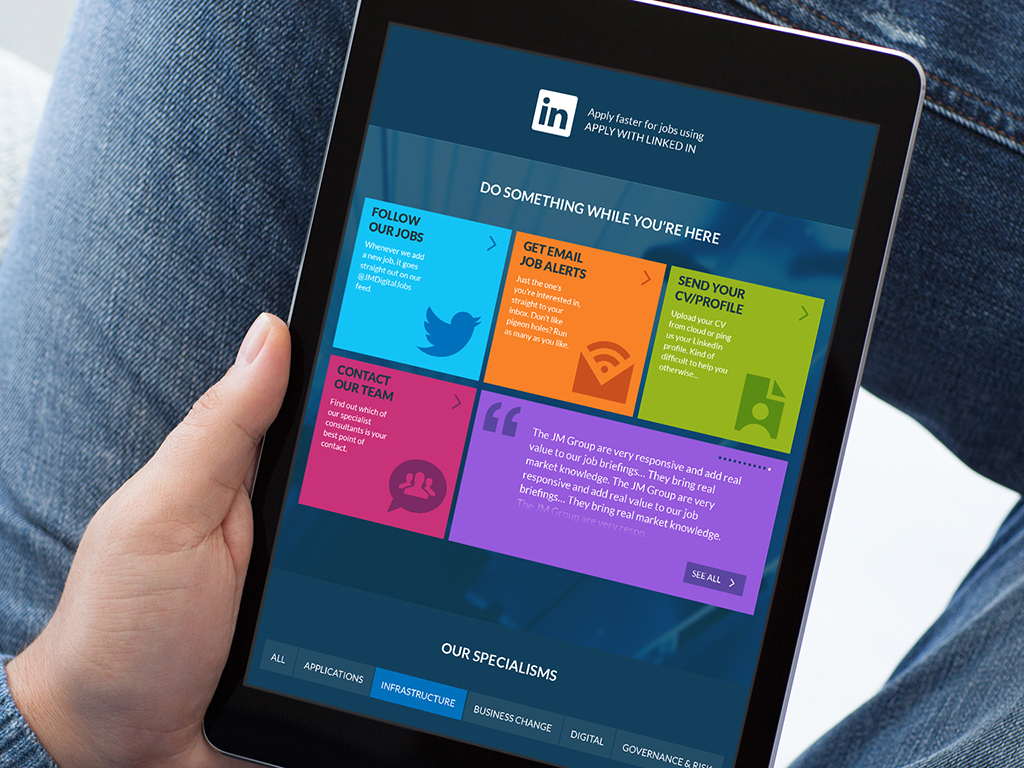 in
Apply faster for jobs using
APPLY WITH LINKED IN
DO SOMETHING WHILE YOU'RE HERE
FOLLOW
OUR JOBS
Whenever we add
a new job, it goes
straight out on our
@JMDigitalJobs
feed.
GET EMAIL
JOB ALERTS
Just the one's
you're interested in,
straight to your
inbox. Don't like
pigeon holes? Run
as many as you like.
SEND YOUR
CV/PROFILE
Upload your CV
from cloud or ping
us your LinkedIn
profile. Kind of
difficult to help you
otherwise...
CONTACT
OUR TEAM
Find out which of
our specialist
consultants is your
best point of
contact.
The JM Group are very responsive and add real
value to our job briefings... They bring real
market knowledge. The JM Group are very
responsive and add real value to our job
briefings... They bring real market knowledge.
The JM Group are very respo
SEE ALL
OUR SPECIALISMS
ALL
APPLICATIONS
INFRASTRUCTURE
BUSINESS CHANGE
DIGITAL
GOVERNANCE & RISK